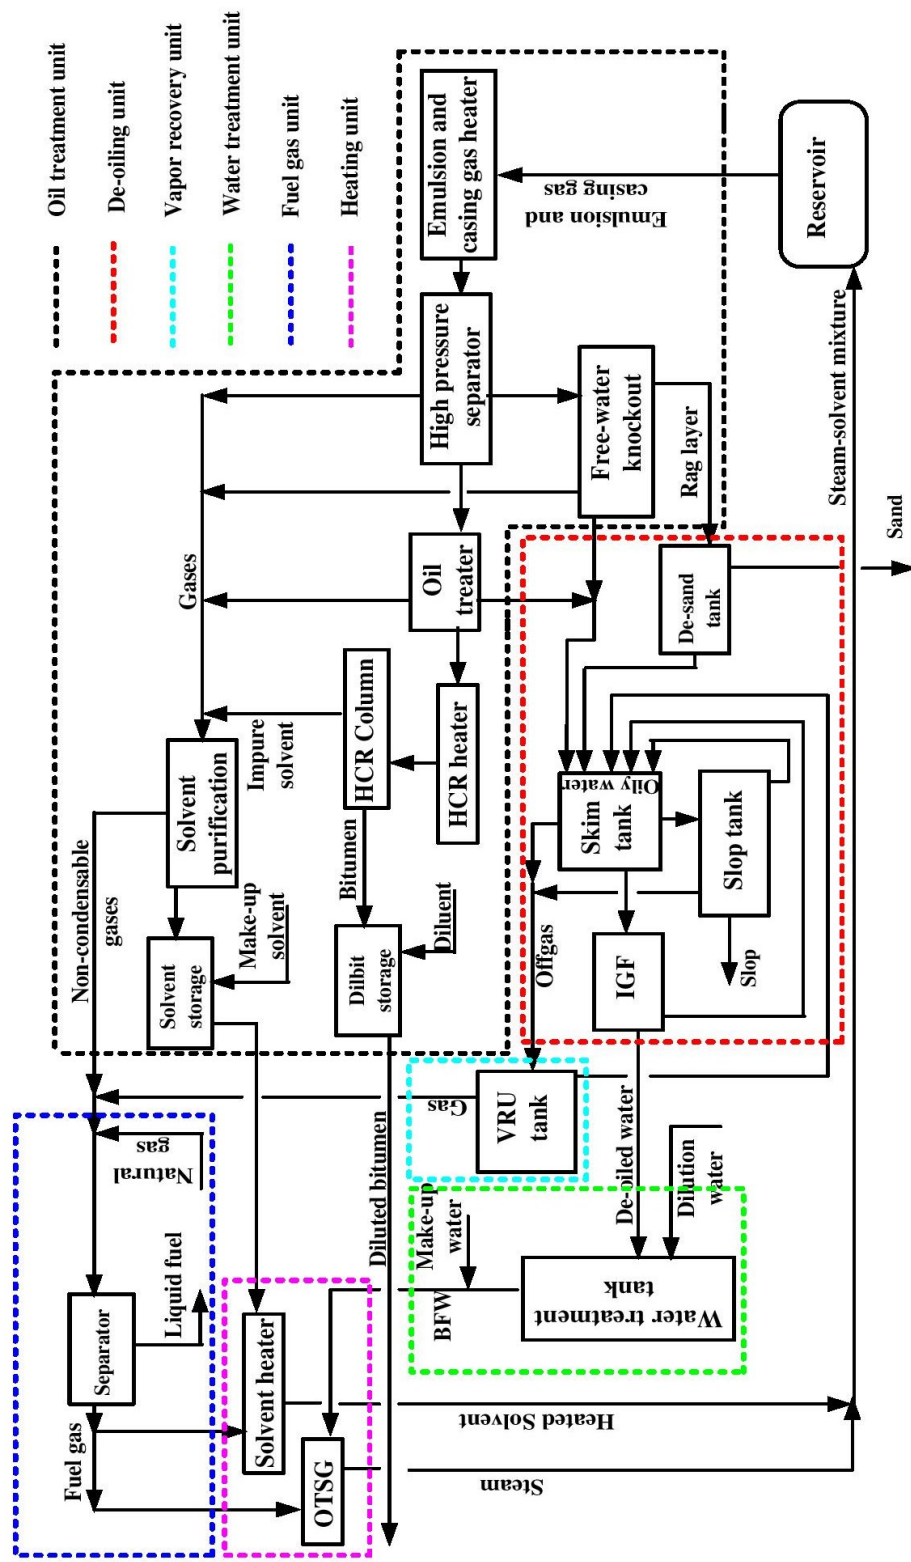 Oil treatment unit
De-oiling unit
Vapor recovery unit
Water treatment unit
Fuel gas unit
Heating unit
Fuel gas
Separator
Liquid fuel
Natural
gas
Non-condensable
gases
Solvent
purification
Gases
Solvent
storage
Make-up
solvent
Impure
solvent
Solvent heater
OTSG
Bitumen
HCR Column
Dilbit
storage
Diluent
HCR heater
Oil
treater
High pressure
separator
Emulsion and
casing gas heater
Emulsion and
casing gas
Diluted bitumen
Gas
Make-up
water
BFW
VRU
tank
Offgas
Skim
tank
Oily water
Free-water
knockout
Rag layer
De-sand
tank
IGF
Slop tank
Slop
De-oiled water
Dilution
water
Water treatment
tank
Heated Solvent
Steam
Steam-solvent mixture
Sand
Reservoir